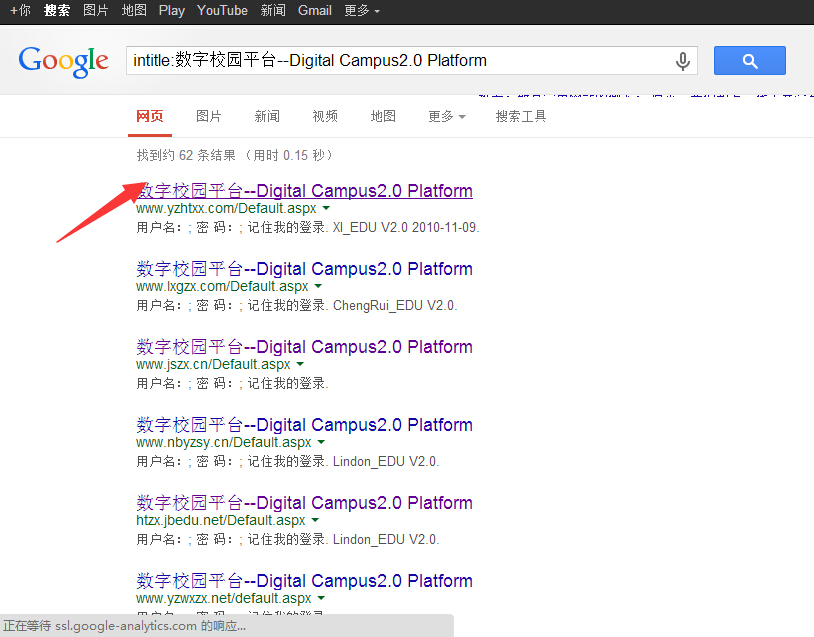 +你 搜索 图片 地图 Play YouTube 新闻 Gmail 更多
Google
intitle:数字校园平台--Digital Campus2.0 Platform
网页 图片 新闻 视频 地图 更多 搜索工具
找到约 62 条结果 （用时 0.15 秒）
数字校园平台--Digital Campus2.0 Platform
www.yzhtxx.com/Default.aspx
用户名：; 密 码：; 记住我的登录. XI_EDU V2.0 2010-11-09.
数字校园平台--Digital Campus2.0 Platform
www.lxgzx.com/Default.aspx
用户名：; 密 码：; 记住我的登录. ChengRui_EDU V2.0.
数字校园平台--Digital Campus2.0 Platform
www.jszx.cn/Default.aspx
用户名：; 密 码：; 记住我的登录.
数字校园平台--Digital Campus2.0 Platform
www.nbyzsy.cn/Default.aspx
用户名：; 密 码：; 记住我的登录. Lindon_EDU V2.0.
数字校园平台--Digital Campus2.0 Platform
htzx.jbedu.net/Default.aspx
用户名：; 密 码：; 记住我的登录. Lindon_EDU V2.0.
数字校园平台--Digital Campus2.0 Platform
www.yzwxzx.net/default.aspx
用户名：; 密 码：; 记住我的登录.
正在等待 ssl.google-analytics.com 的响应...